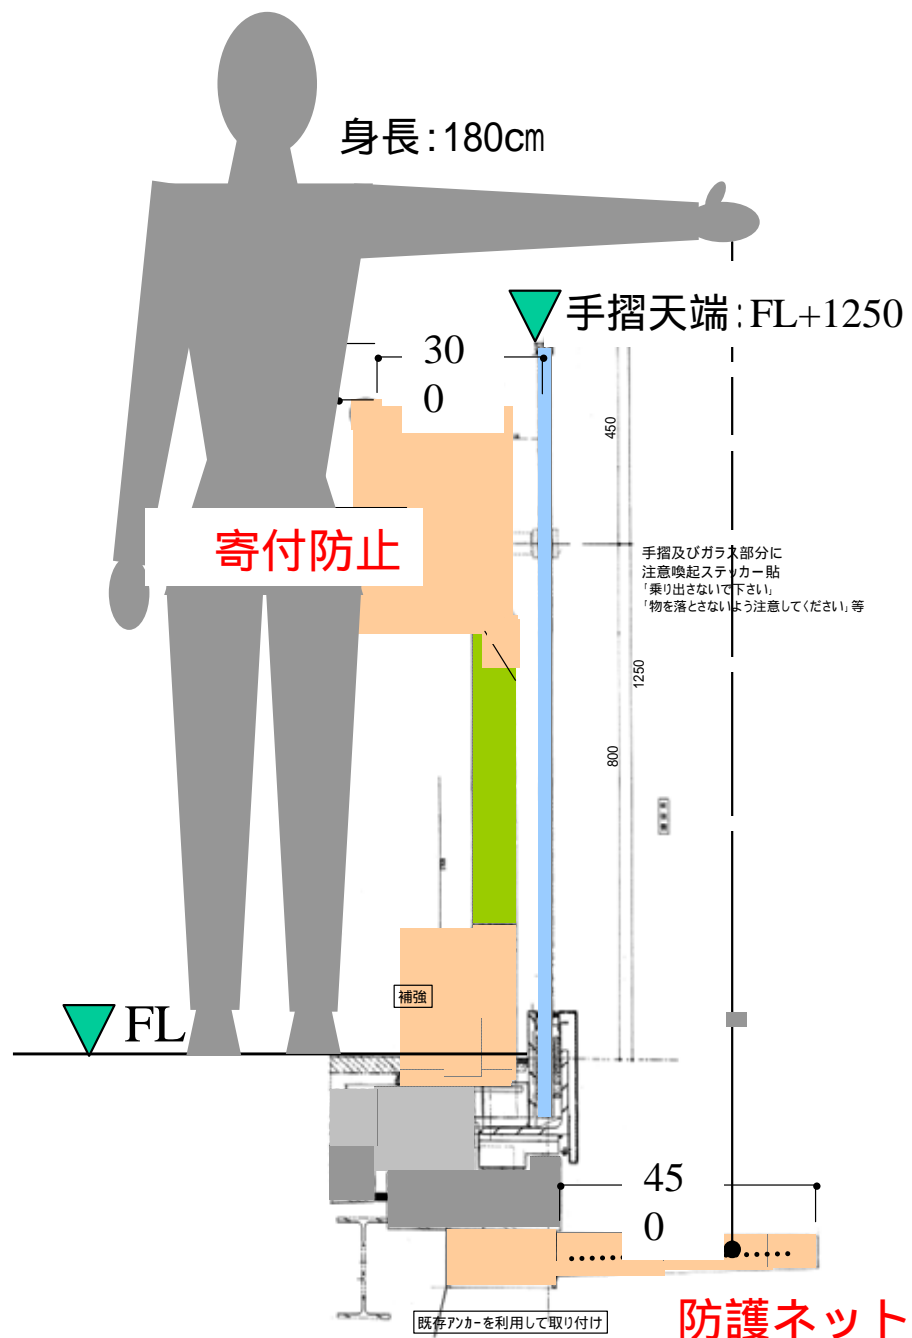 身長:180cm
手摺天端:FL+1250
30
0
450
寄付防止
手摺及びガラス部分に
注意喚起ステッカー貼
「乗り出さないで下さい」
「物を落とさないよう注意してください」等
1250
800
補強
FL
45
0
既存アンカーを利用して取り付け
防護ネット